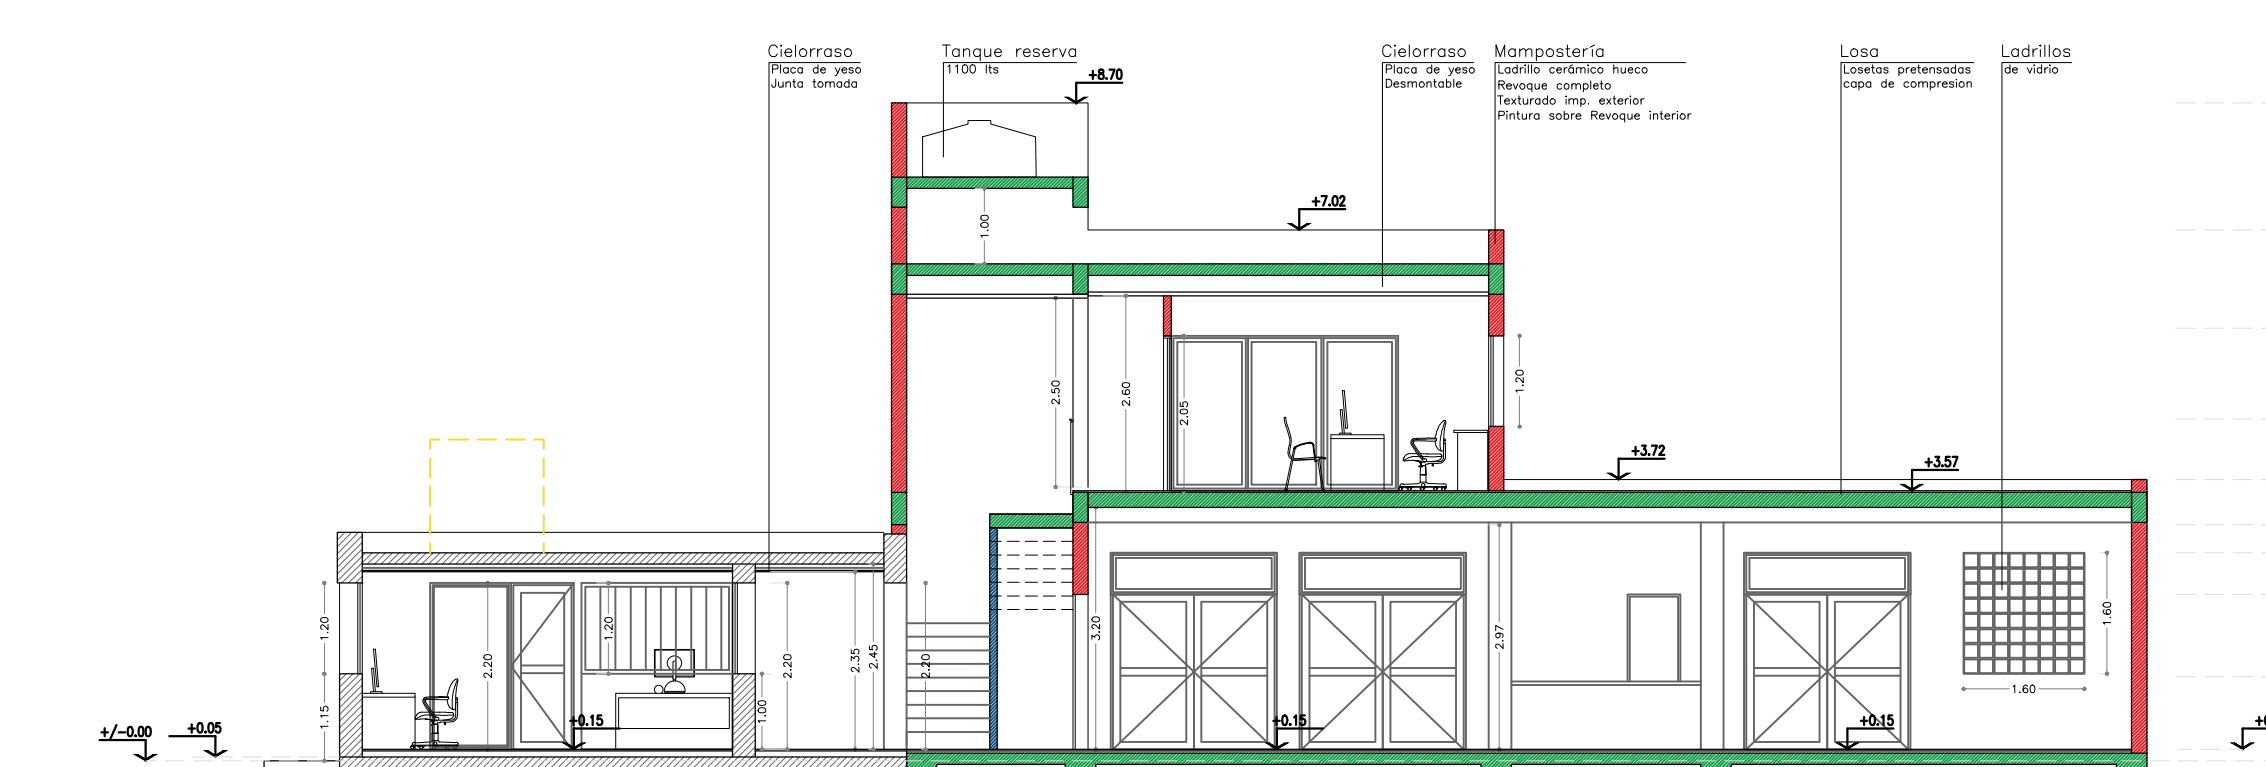 Cielorraso
Placa de yeso
Junta tomada
Tanque reserva
1100 lts
Cielorraso
Placa de yeso
Desmontable
Mampostería
Ladrillo cerámico hueco
Revoque completo
Texturado imp. exterior
Pintura sobre Revoque interior
Losa
Losetas pretensadas
capa de compresion
Ladrillos
de vidrio
+8.70
+7.02
1.00
2.50
2.60
2.05
1.20
+3.72
+3.57
1.20
1.15
2.20
1.20
2.20
1.00
2.35
2.45
2.20
3.20
2.97
1.60
1.60
+/-0.00
+0.05
+0.15
+0.15
+0.15